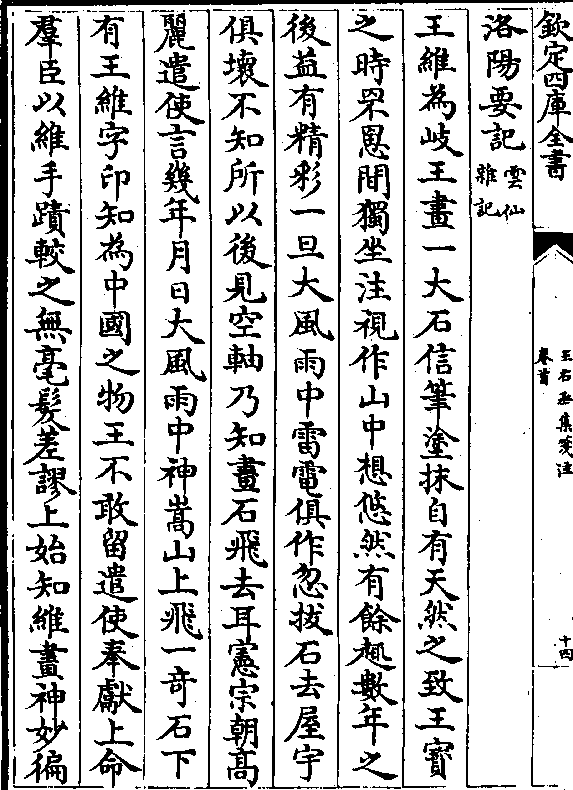 欽定四庫全書
王右丞集箋注
卷首
十四
洛陽要記
雲仙
雜記
王維為岐王畫一大石信筆塗抹自有天然之致王寳
之時罘恩間獨坐注視作山中想悠然有餘趣數年之
後益有精彩一旦大風雨中雷電俱作忽拔石去屋宇
俱壞不知所以後見空軸乃知畫石飛去耳憲宗朝高
麗遣使言幾年月日大風雨中神嵩山上飛一竒石下
有王維字印知為中國之物王不敢留遣使奉獻上命
羣臣以維手蹟較之無毫髮差謬上始知維畫神妙徧